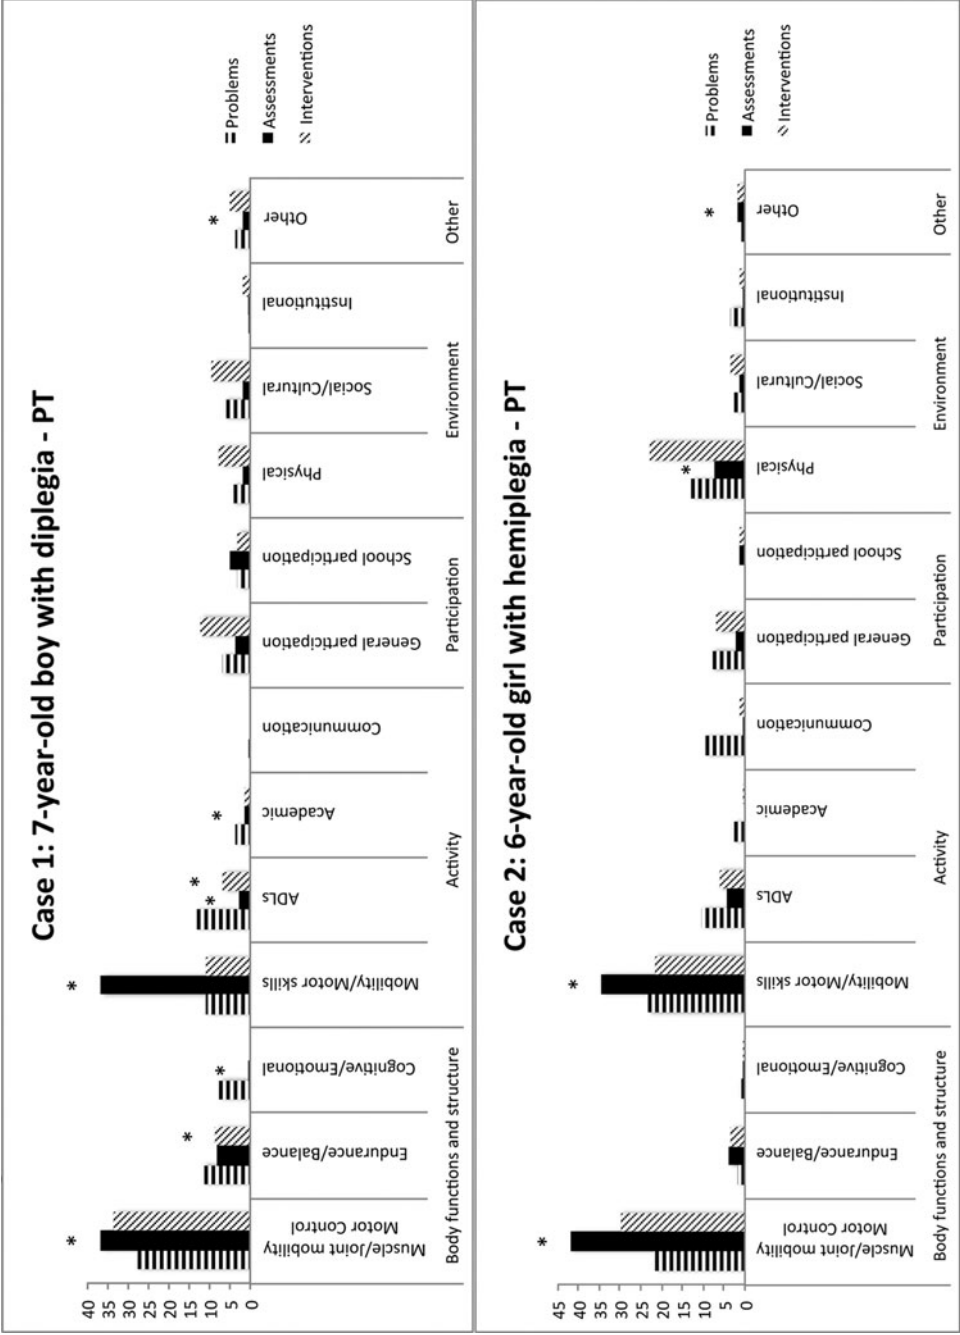 Case 1: 7-year-old boy with diplegia - PT
40
35
30
25
20
15
10
5
0
*
*
*
*
*
*
*
*
Problems
Assessments
Interventions
Muscle/Joint mobility
Motor Control
Endurance/Balance
Cognitive/Emotional
Mobility/Motor skills
ADLs
Academic
Communication
General participation
School participation
Physical
Social/Cultural
Institutional
Other
Body functions and structure
Activity
Participation
Environment
Other
Case 2: 6-year-old girl with hemiplegia - PT
45
40
35
30
25
20
15
10
5
0
*
*
*
*
Problems
Assessments
Interventions
Muscle/Joint mobility
Motor Control
Endurance/Balance
Cognitive/Emotional
Mobility/Motor skills
ADLs
Academic
Communication
General participation
School participation
Physical
Social/Cultural
Institutional
Other
Body functions and structure
Activity
Participation
Environment
Other